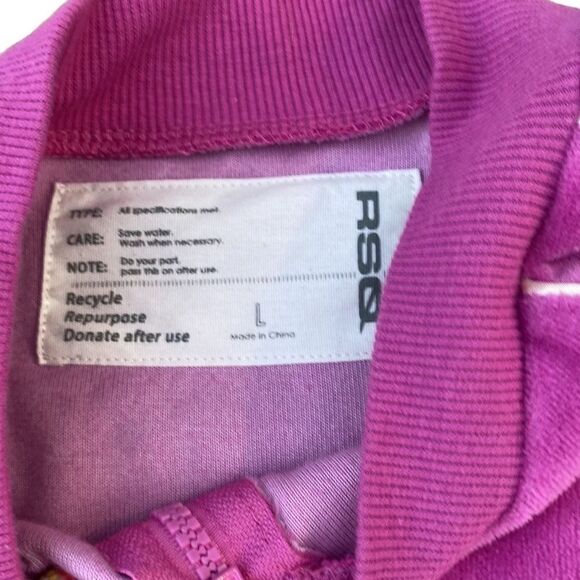 TYPE: All specifications met.
CARE: Save water.
Wash when necessary.
NOTE: Do your part.
pass this on after use.
Recycle
Repurpose
Donate after use
L
Made in China
RSQ